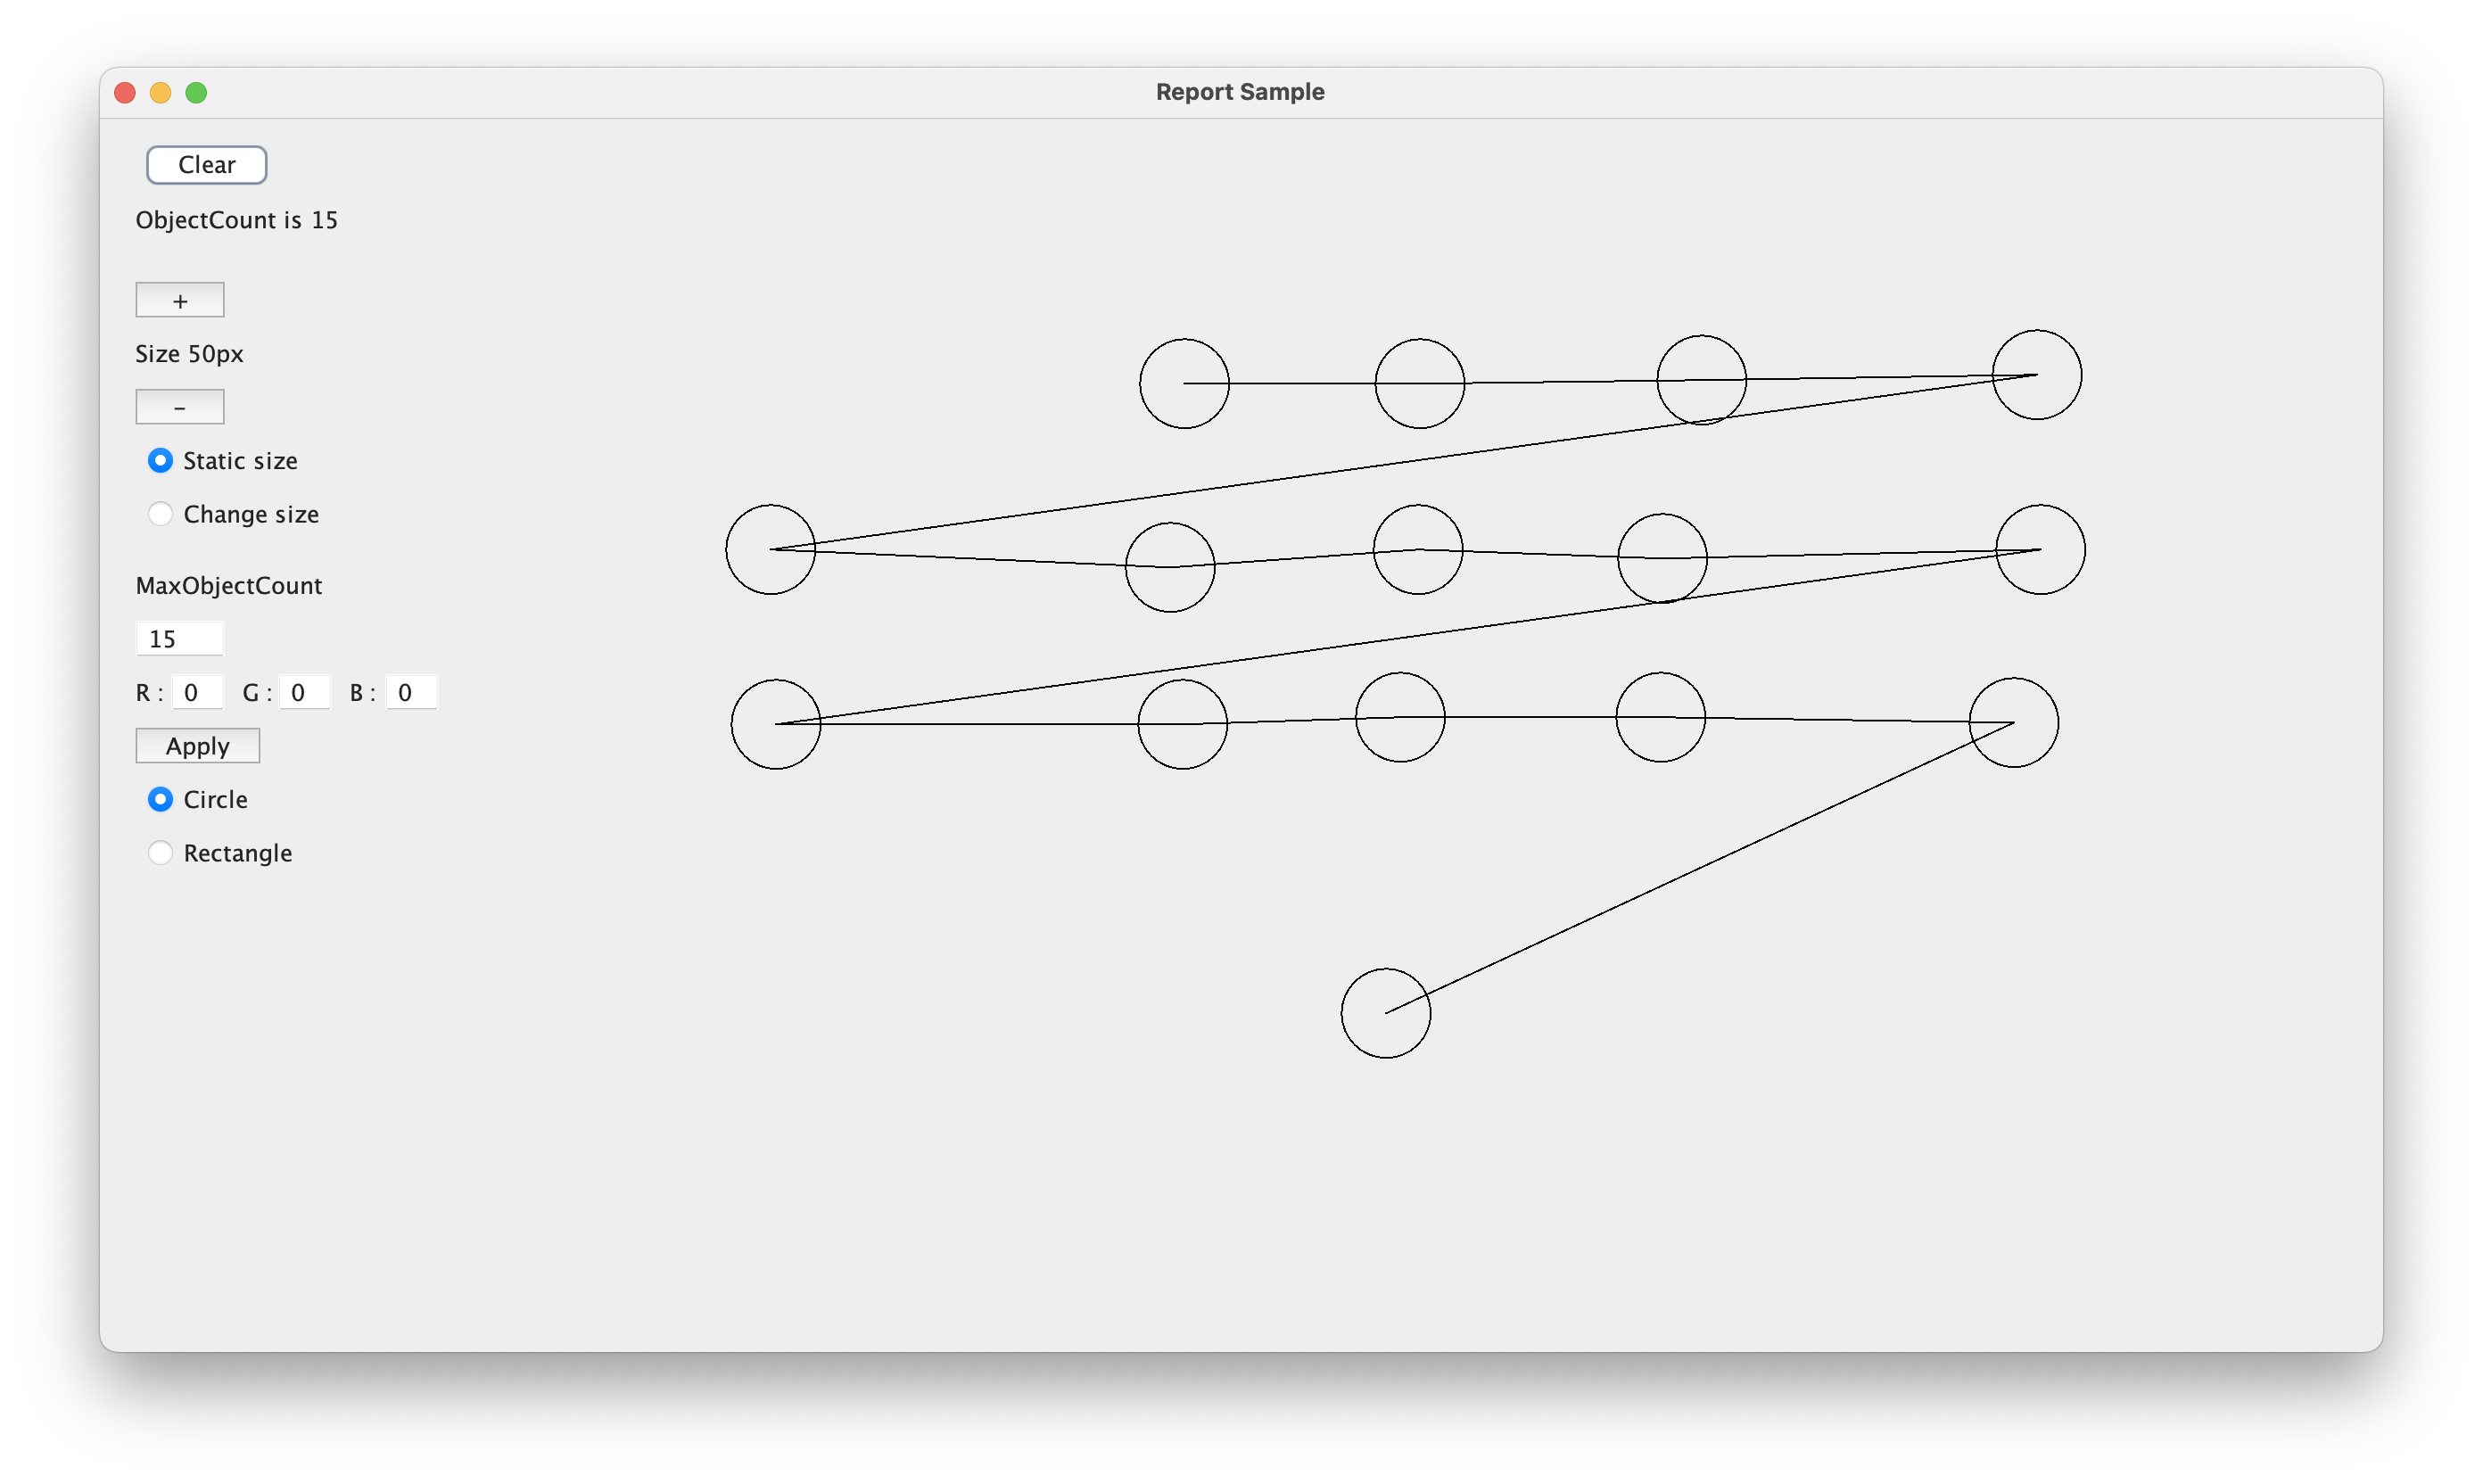 Report Sample
Clear
ObjectCount is 15
+
Size 50px
-
Static size
Change size
MaxObjectCount
15
R : 0 G : 0 B : 0
Apply
Circle
Rectangle